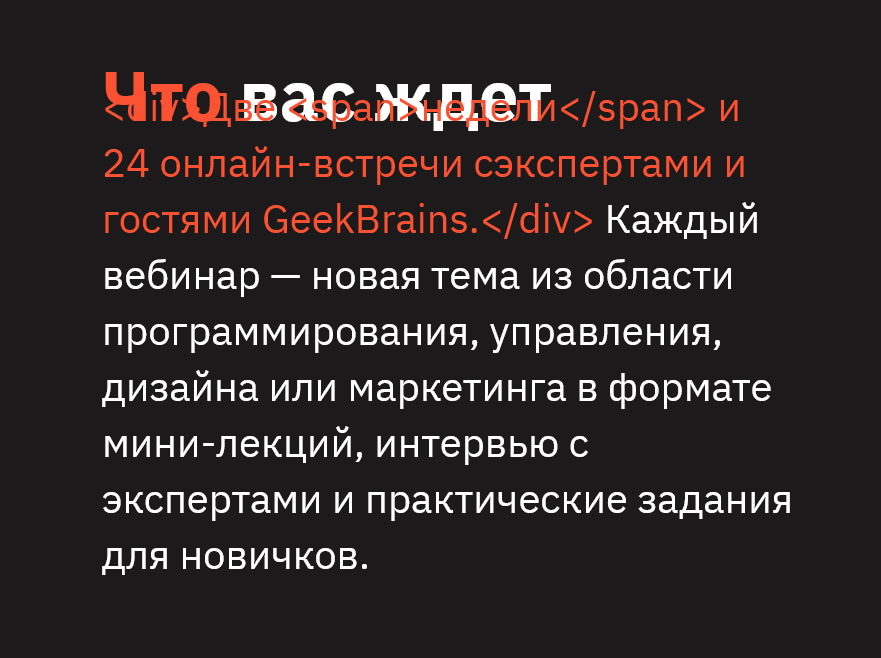 Что вас ждет
<div>Две <span>недели</span> и
24 онлайн-встречи сэкспертами и
гостями GeekBrains.</div> Каждый
вебинар — новая тема из области
программирования, управления,
дизайна или маркетинга в формате
мини-лекций, интервью с
экспертами и практические задания
для новичков.